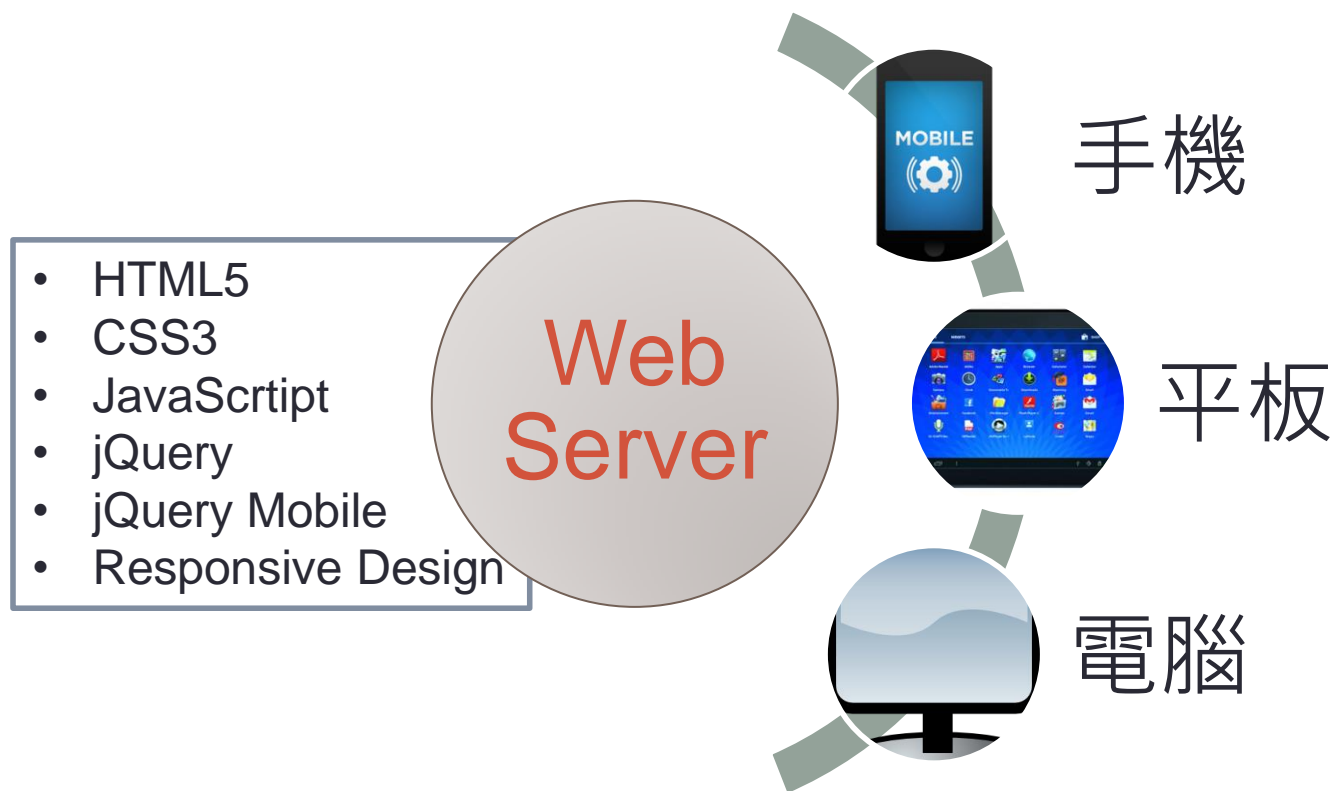 • HTML5
• CSS3
• JavaScrtipt
• jQuery
• jQuery Mobile
• Responsive Design
Web
Server
MOBILE
手機
平板
電腦